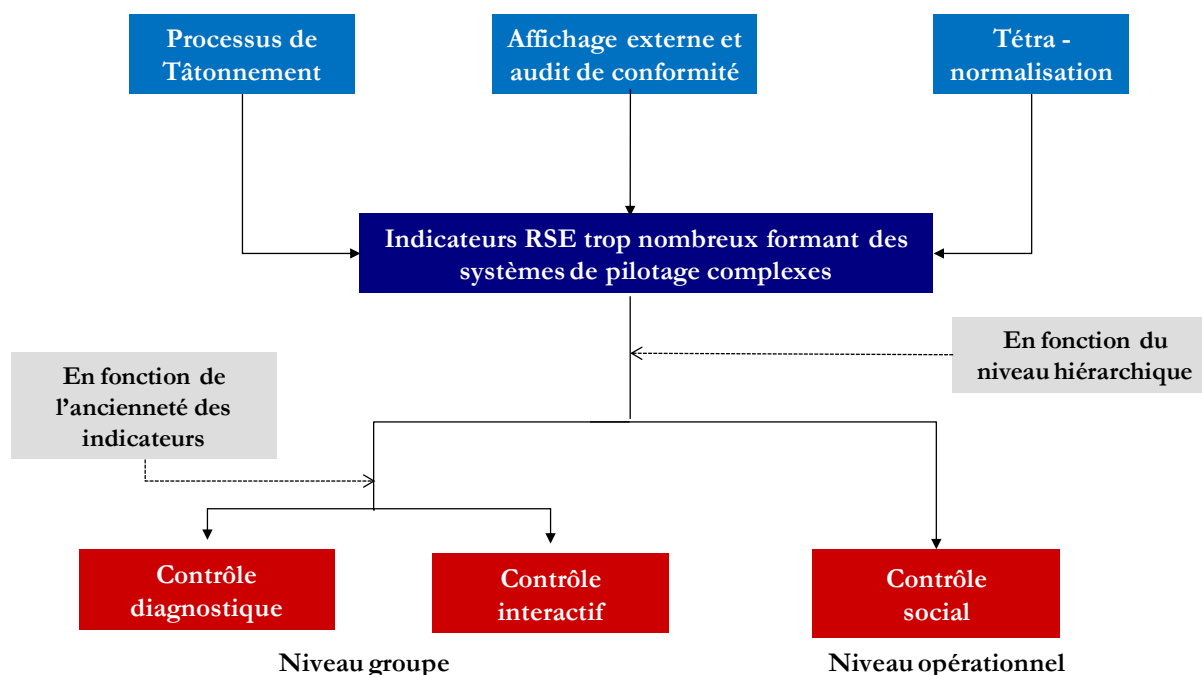 Processus de
Tâtonnement
Affichage externe et
audit de conformité
Tétra -
normalisation
Indicateurs RSE trop nombreux formant des
systèmes de pilotage complexes
En fonction du
niveau hiérarchique
En fonction de
l’ancienneté des
indicateurs
Contrôle
diagnostique
Contrôle
interactif
Contrôle
social
Niveau groupe
Niveau opérationnel